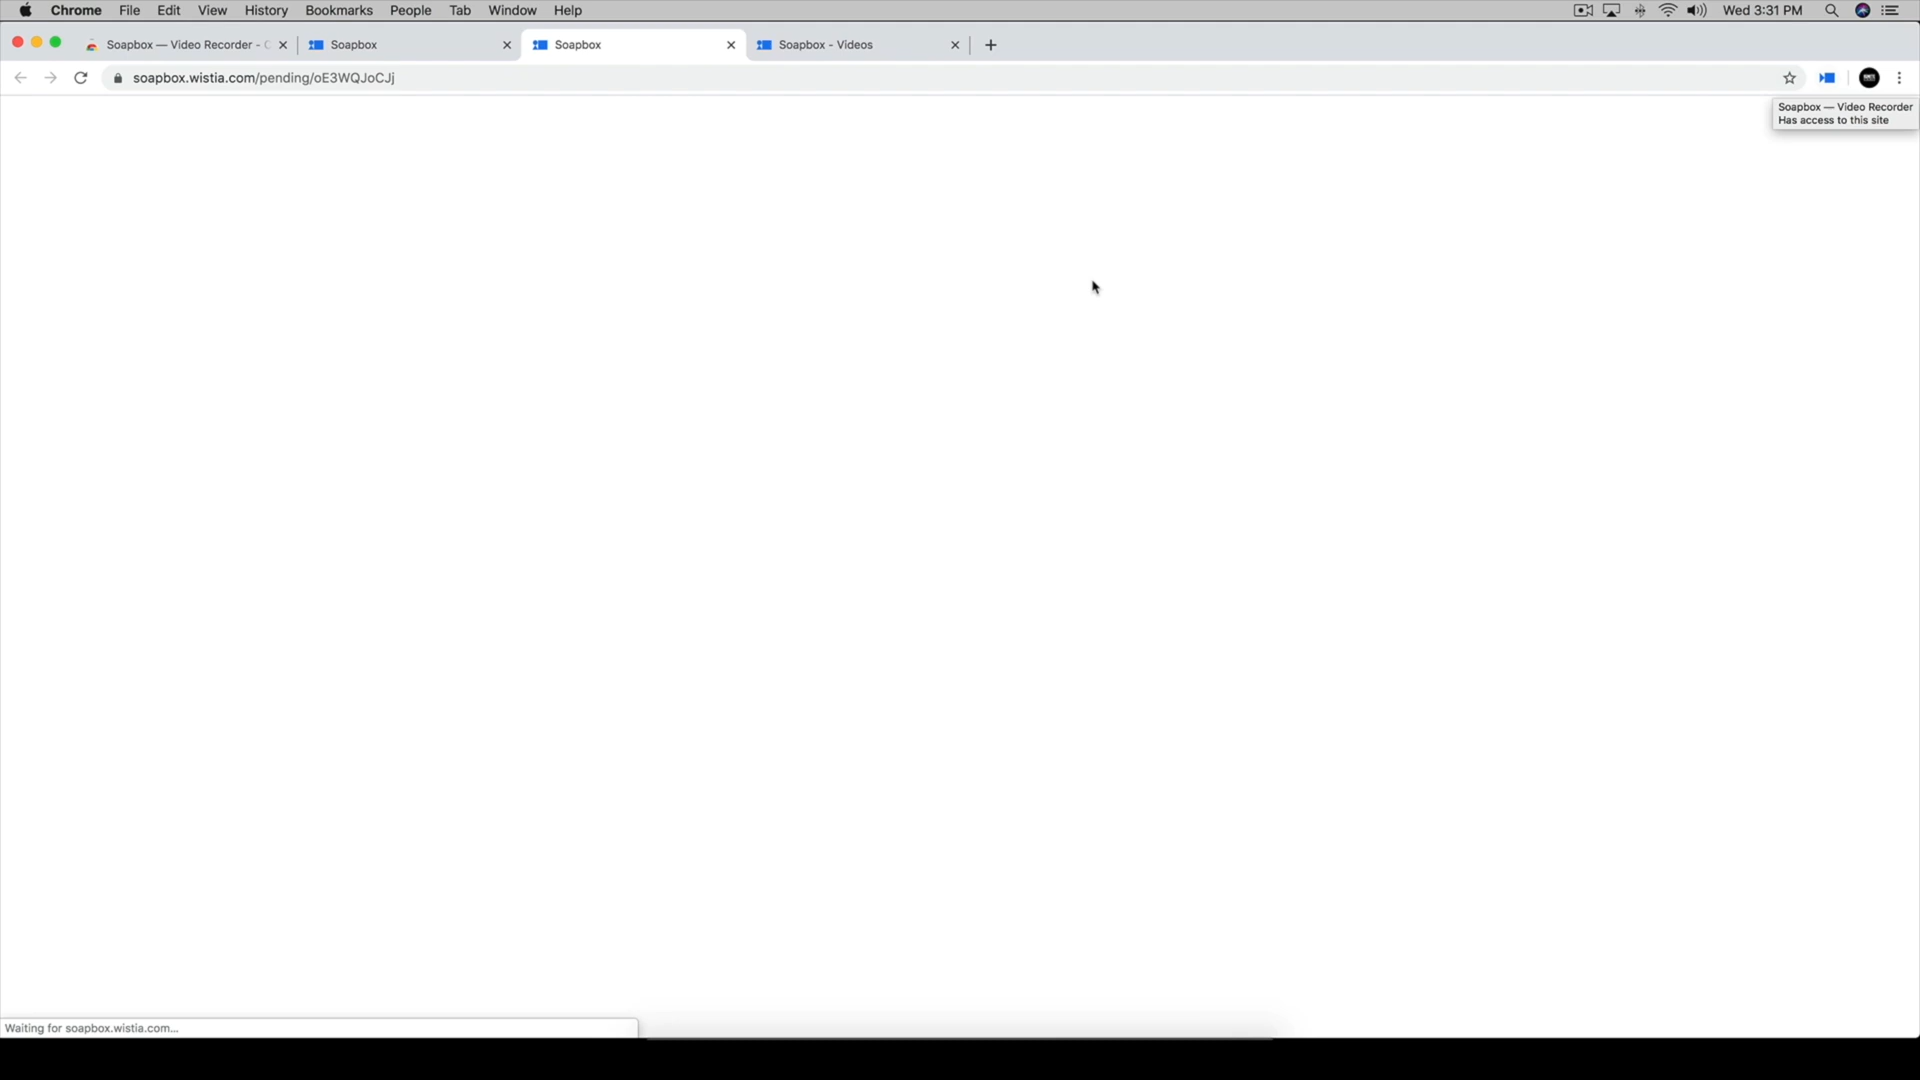 Chrome File Edit View History Bookmarks People Tab Window Help Wed 3:31 PM
Soapbox — Video Recorder - Soapbox Soapbox Soapbox - Videos
soapbox.wistia.com/pending/oE3WQJoCJj
Soapbox — Video Recorder
Has access to this site
Waiting for soapbox.wistia.com...